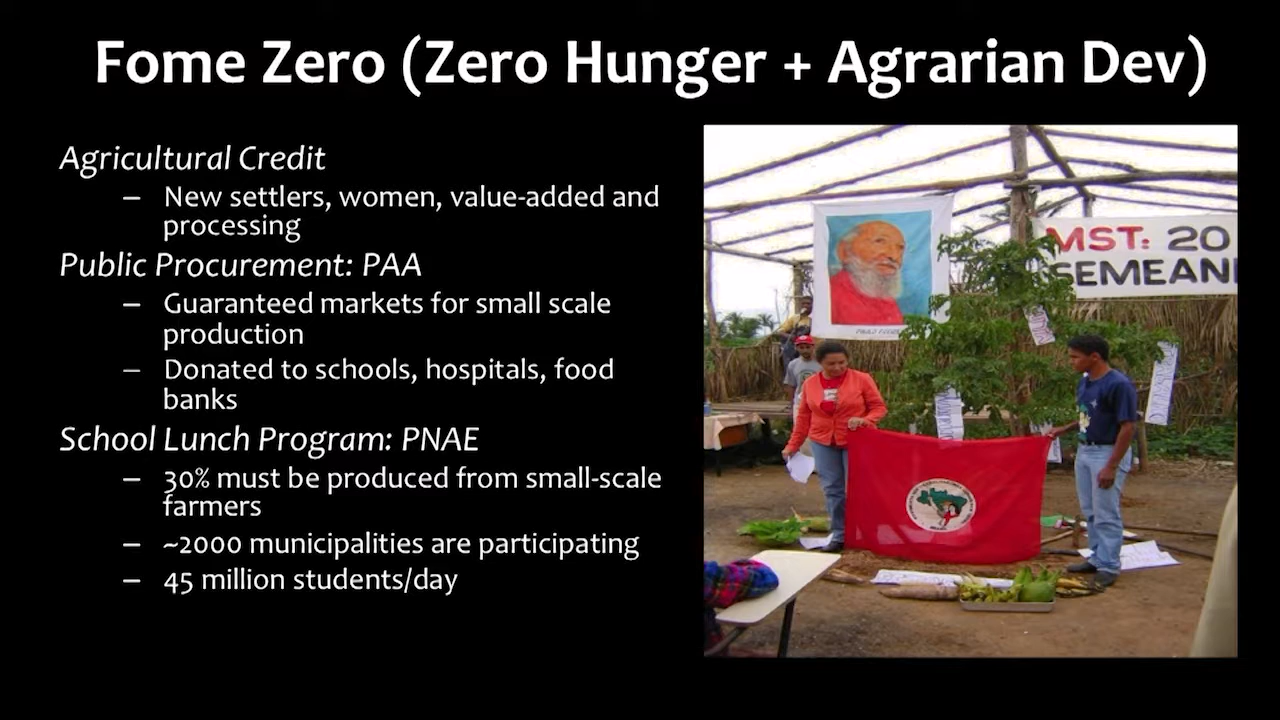 Fome Zero (Zero Hunger + Agrarian Dev)
Agricultural Credit
– New settlers, women, value-added and
processing
Public Procurement: PAA
– Guaranteed markets for small scale
production
– Donated to schools, hospitals, food
banks
School Lunch Program: PNAE
– 30% must be produced from small-scale
farmers
– ~2000 municipalities are participating
– 45 million students/day
MST: 20
SEMEAN
PAULO